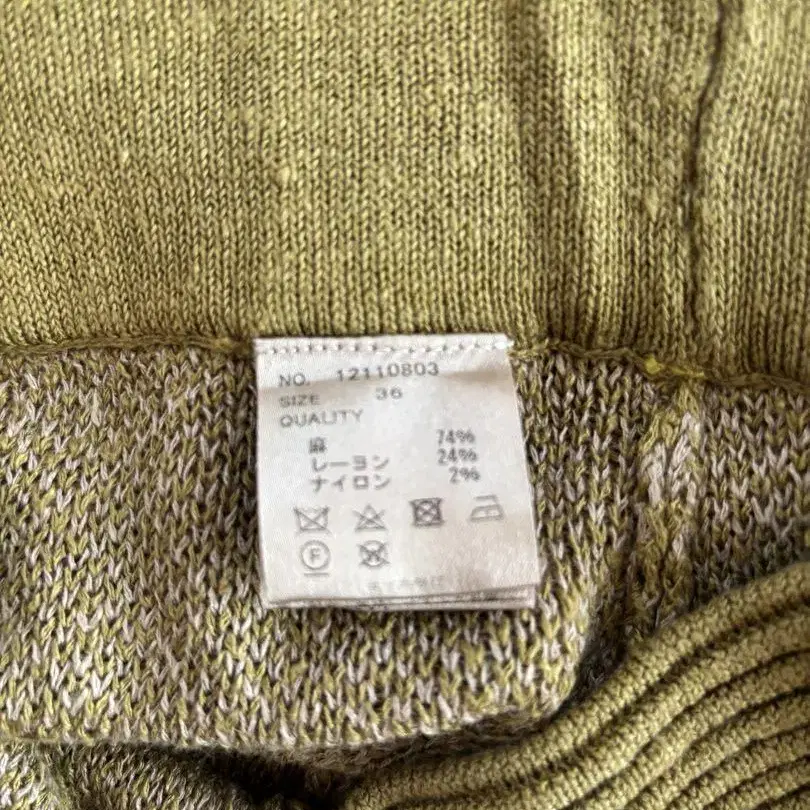 NO. 12110803
SIZE 36
QUALITY
麻 74%
レーヨン 24%
ナイロン 2%
F